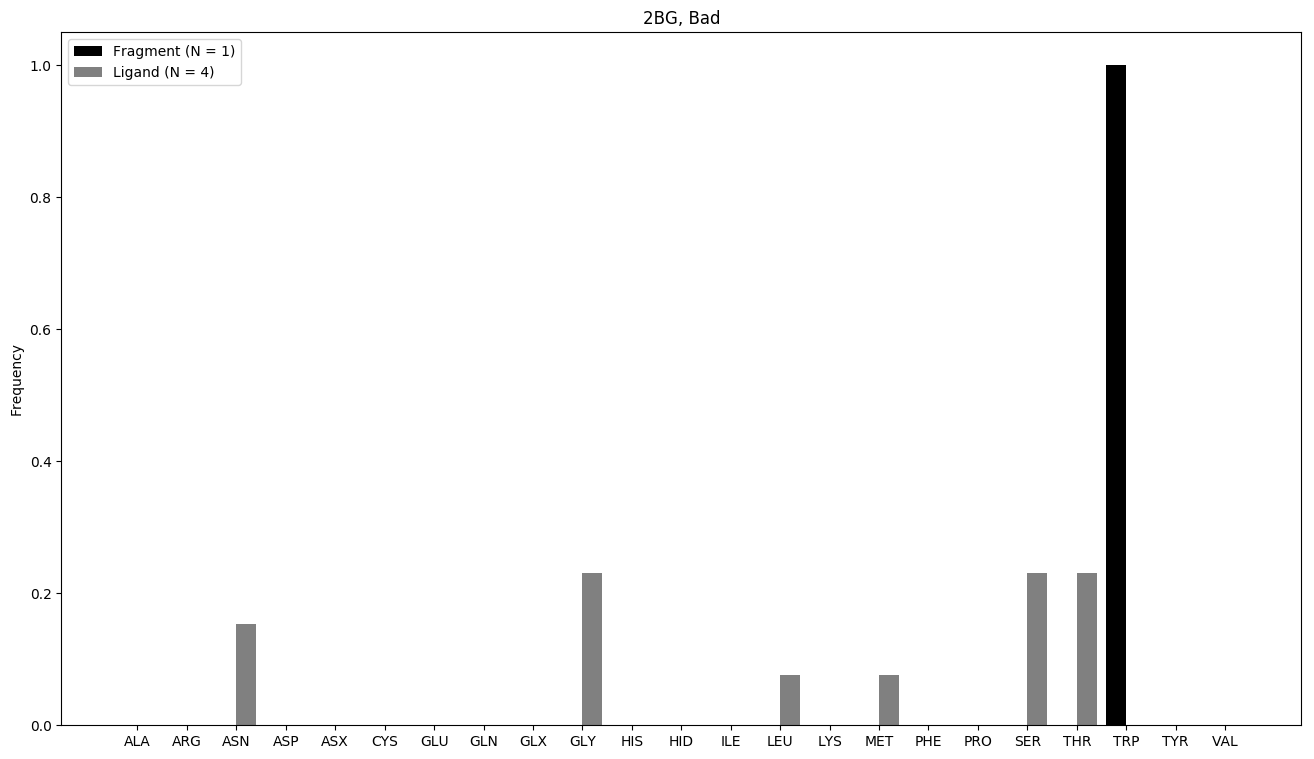 2BG, Bad
Fragment (N = 1)
Ligand (N = 4)
Frequency
1.0
0.8
0.6
0.4
0.2
0.0
ALA ARG ASN ASP ASX CYS GLU GLN GLX GLY HIS HID ILE LEU LYS MET PHE PRO SER THR TRP TYR VAL